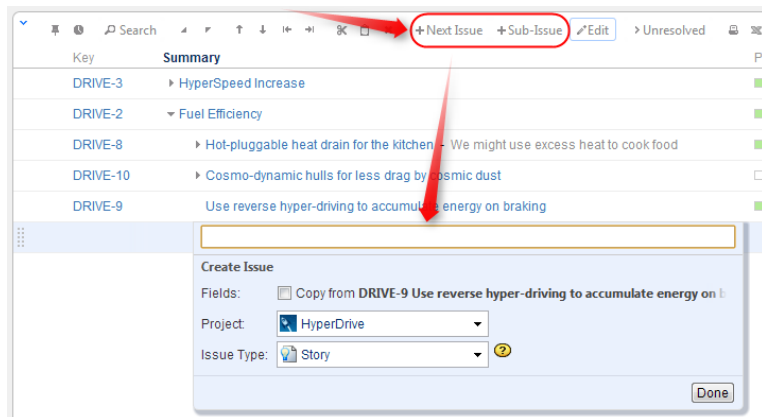 Search +Next Issue +Sub-Issue Edit >Unresolved
Key Summary P
DRIVE-3 HyperSpeed Increase
DRIVE-2 Fuel Efficiency
DRIVE-8 Hot-pluggable heat drain for the kitchen - We might use excess heat to cook food
DRIVE-10 Cosmo-dynamic hulls for less drag by cosmic dust
DRIVE-9 Use reverse hyper-driving to accumulate energy on braking
Create Issue
Fields: Copy from DRIVE-9 Use reverse hyper-driving to accumulate energy on b
Project: HyperDrive
Issue Type: Story ?
Done